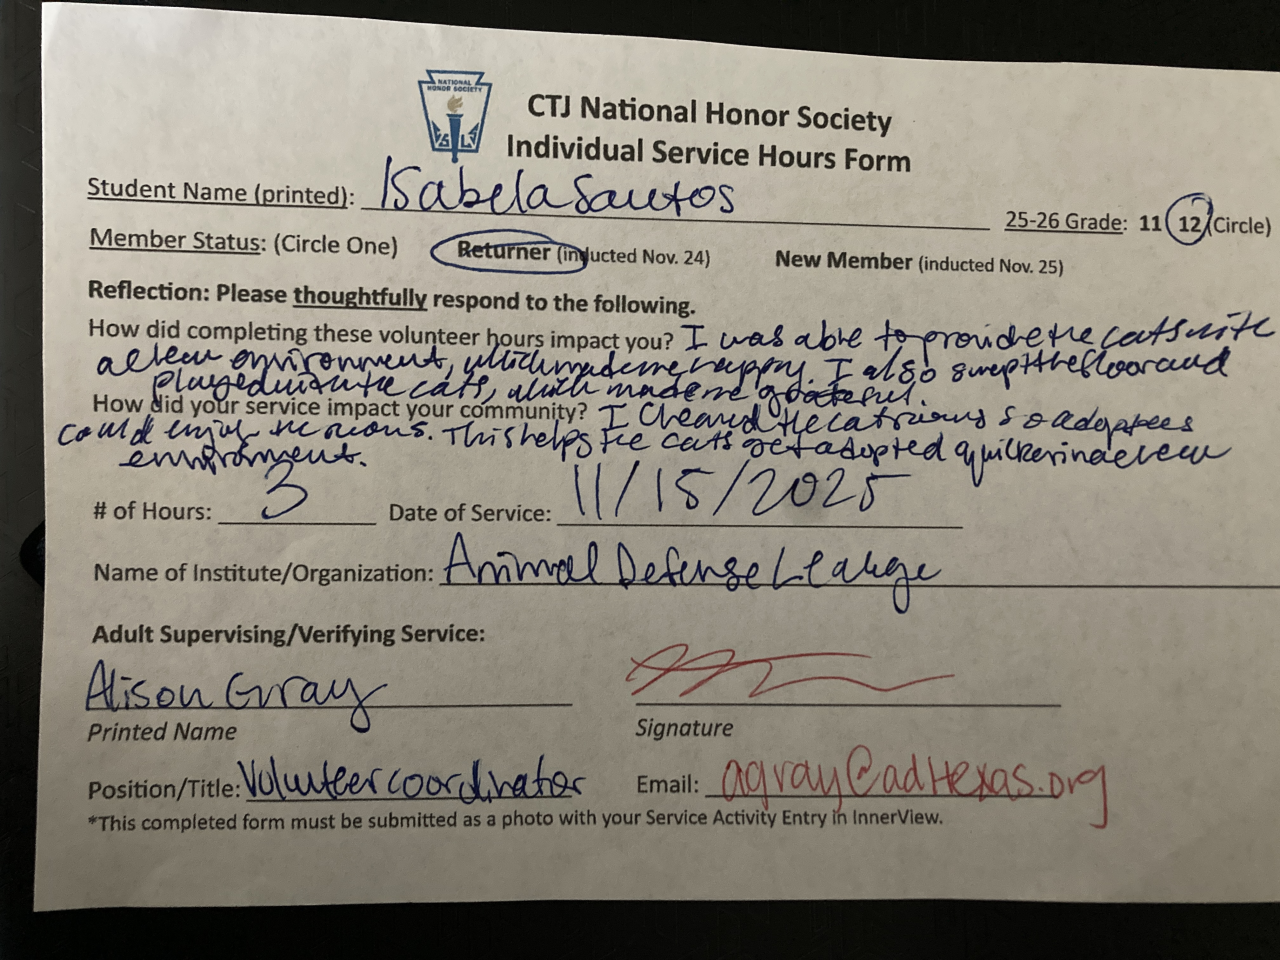 NATIONAL HONOR SOCIETY
CTJ National Honor Society
Individual Service Hours Form
Student Name (printed): Isabela Santos
25-26 Grade: 11 12 (Circle)
Member Status: (Circle One) Returner (inducted Nov. 24) New Member (inducted Nov. 25)
Reflection: Please thoughtfully respond to the following.
How did completing these volunteer hours impact you? I was able to provide the cats with
a clean environment, which made me happy. I also swept the floor and
played with the cats, which made me grateful.
How did your service impact your community? I cleaned the cat rooms so adoptees
could enjoy the rooms. This helps the cats get adopted quicker in a clean
environment.
# of Hours: 3 Date of Service: 11/15/2025
Name of Institute/Organization: Animal Defense Leauge
Adult Supervising/Verifying Service:
Alison Gray
Printed Name Signature
Position/Title: Volunteer coordinator Email: agray@adltexas.org
*This completed form must be submitted as a photo with your Service Activity Entry in InnerView.